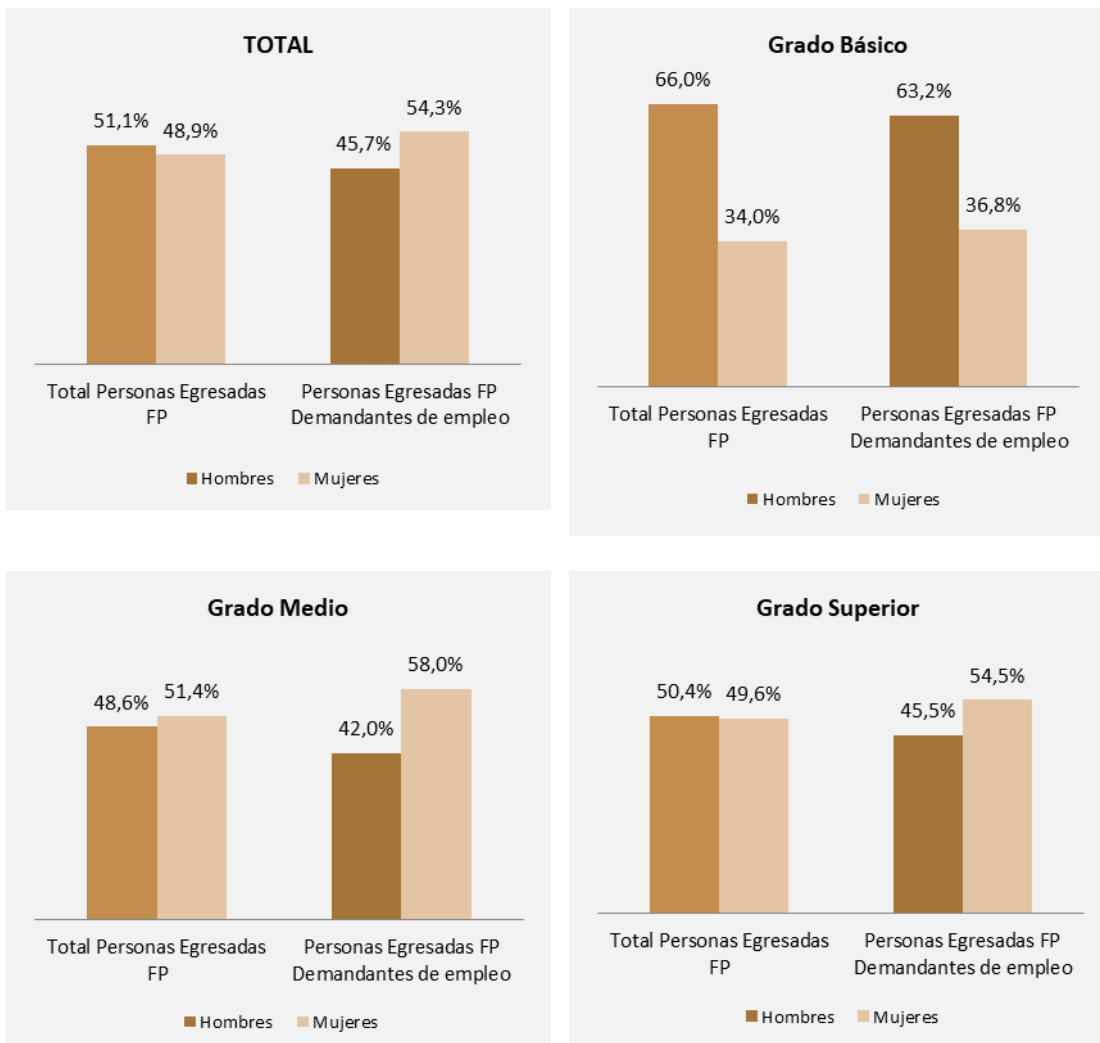 TOTAL
51,1%
48,9%
45,7%
54,3%
Total Personas Egresadas
FP
Personas Egresadas FP
Demandantes de empleo
Hombres
Mujeres
Grado Básico
66,0%
34,0%
63,2%
36,8%
Total Personas Egresadas
FP
Personas Egresadas FP
Demandantes de empleo
Hombres
Mujeres
Grado Medio
48,6%
51,4%
42,0%
58,0%
Total Personas Egresadas
FP
Personas Egresadas FP
Demandantes de empleo
Hombres
Mujeres
Grado Superior
50,4%
49,6%
45,5%
54,5%
Total Personas Egresadas
FP
Personas Egresadas FP
Demandantes de empleo
Hombres
Mujeres